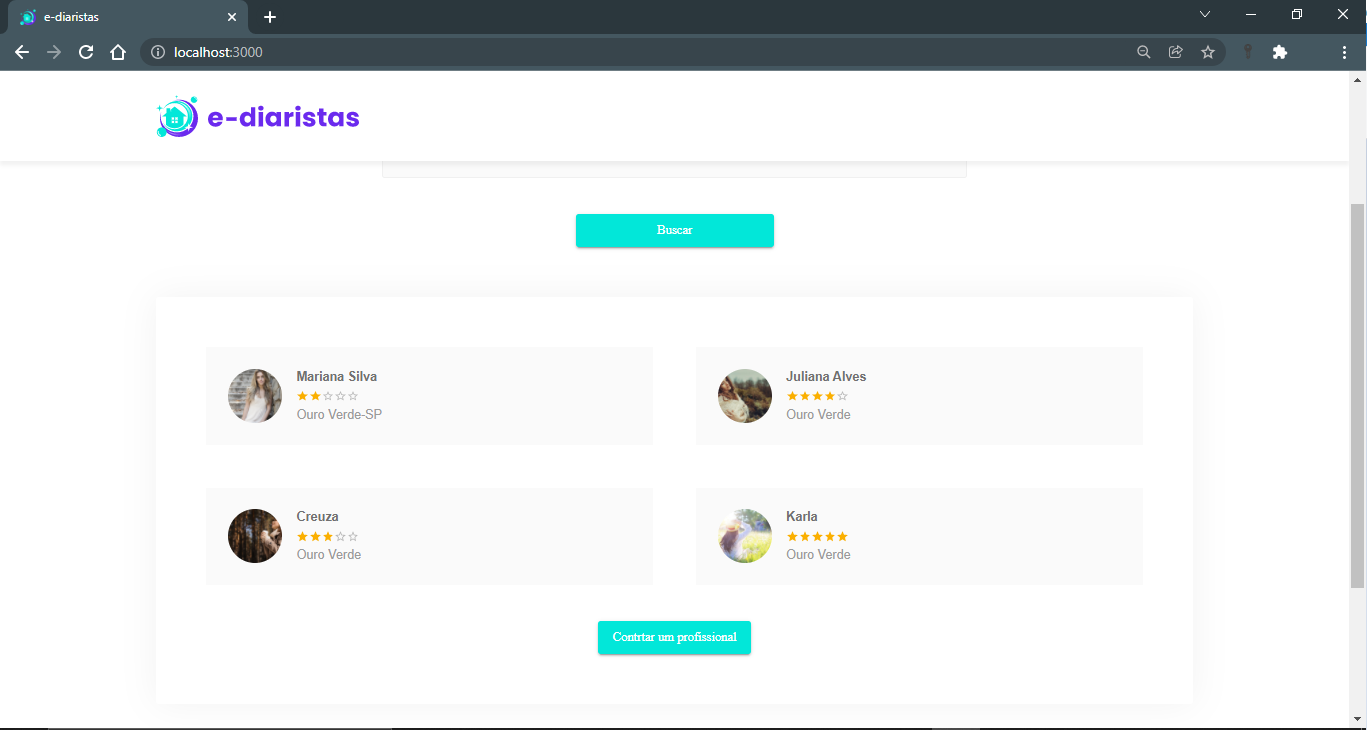 e-diaristas
localhost:3000
e-diaristas
Buscar
Mariana Silva
Ouro Verde-SP
Juliana Alves
Ouro Verde
Creuza
Ouro Verde
Karla
Ouro Verde
Contrtar um profissional